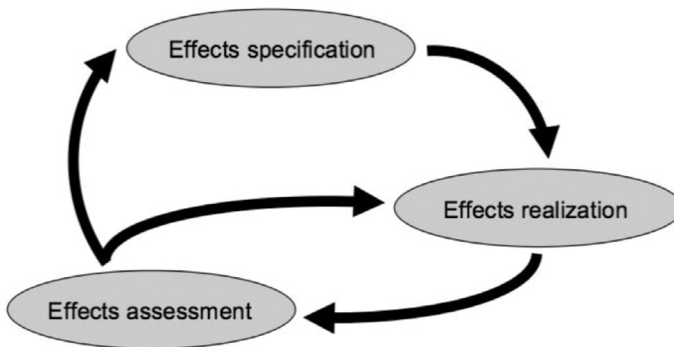 Effects specification
Effects realization
Effects assessment